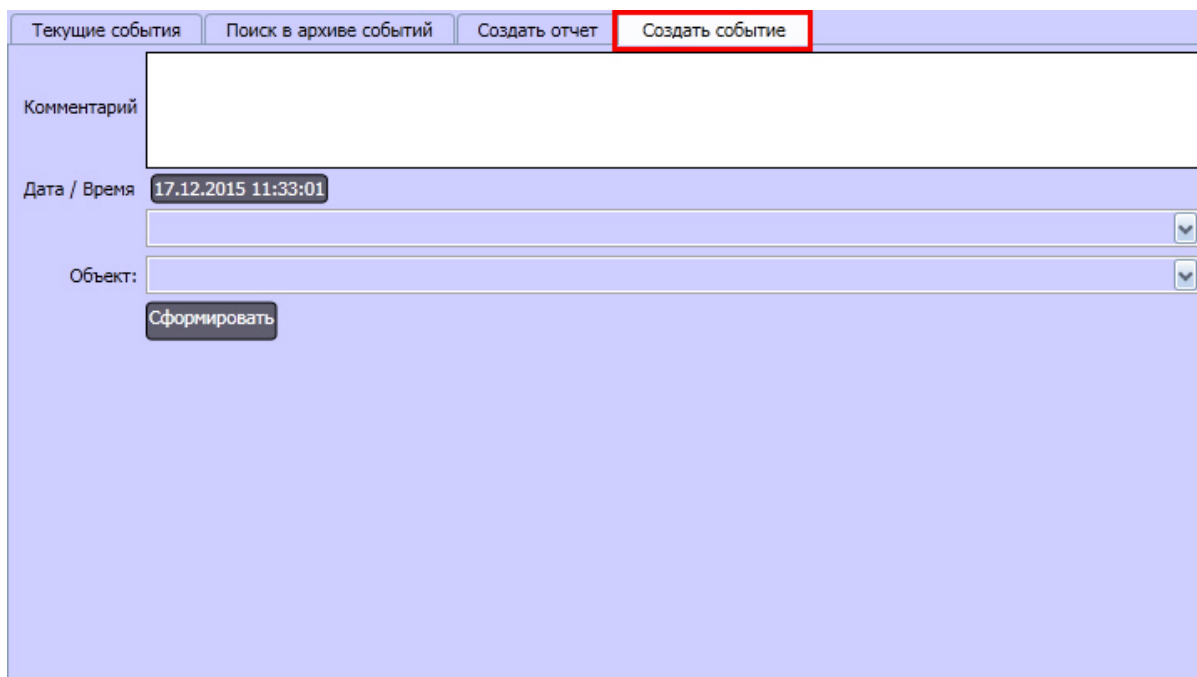 Текущие события Поиск в архиве событий Создать отчет Создать событие
Комментарий
Дата / Время 17.12.2015 11:33:01
Объект:
Сформировать